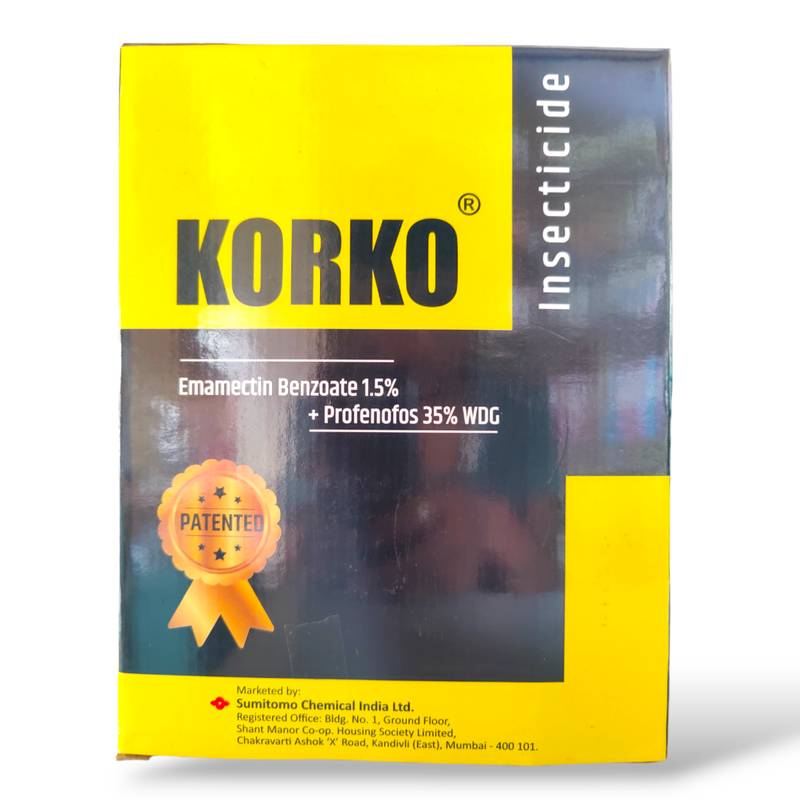 Insecticide
KORKO®
Emamectin Benzoate 1.5%
+ Profenofos 35% WDG
PATENTED
Marketed by:
Sumitomo Chemical India Ltd.
Registered Office: Bldg. No. 1, Ground Floor,
Shant Manor Co-op. Housing Society Limited,
Chakravarti Ashok 'X' Road, Kandivli (East), Mumbai - 400 101.